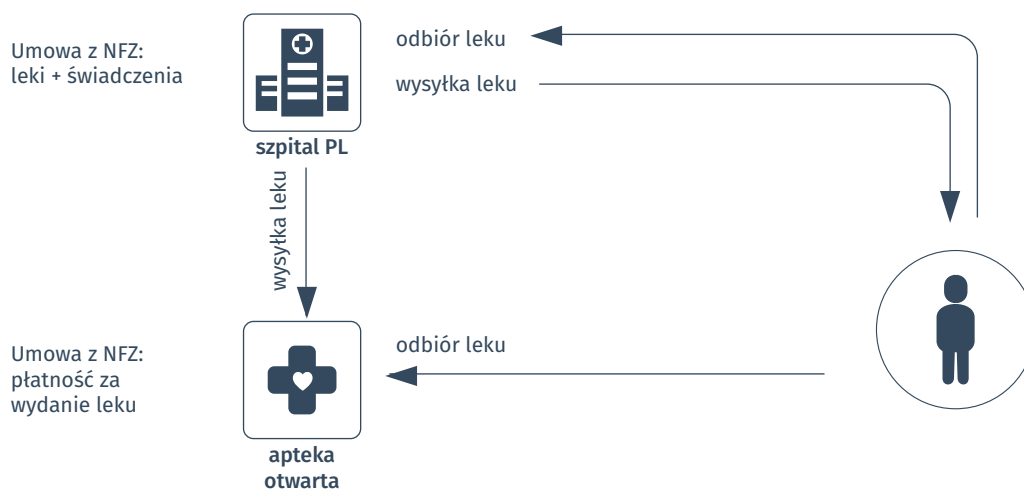 Umowa z NFZ:
leki + świadczenia
szpital PL
odbiór leku
wysyłka leku
wysyłka leku
Umowa z NFZ:
płatność za
wydanie leku
apteka
otwarta
odbiór leku